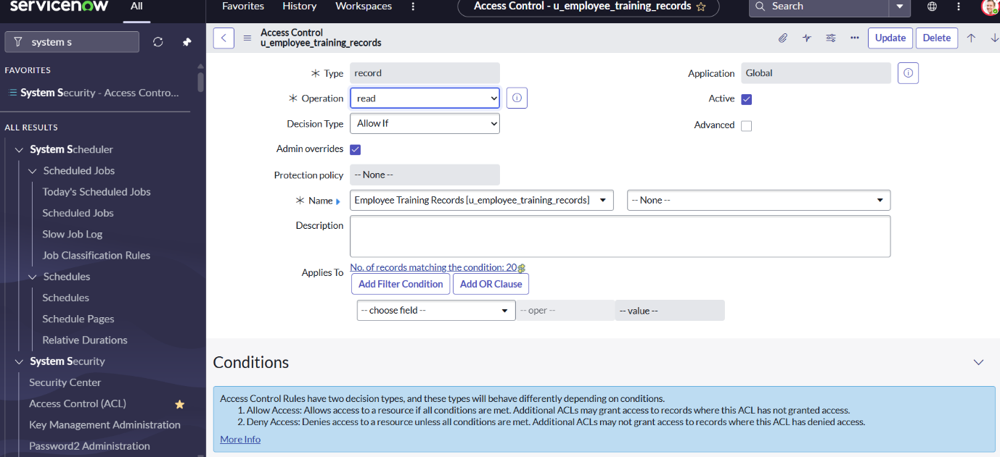 servicenow
All
Favorites
History
Workspaces
Access Control - u_employee_training_records
Search
system s
FAVORITES
System Security - Access Contro...
ALL RESULTS
System Scheduler
Scheduled Jobs
Today's Scheduled Jobs
Scheduled Jobs
Slow Job Log
Job Classification Rules
Schedules
Schedules
Schedule Pages
Relative Durations
System Security
Security Center
Access Control (ACL)
Key Management Administration
Password2 Administration
Access Control
u_employee_training_records
Update
Delete
Type
record
Application
Global
Operation
read
Active
Decision Type
Allow If
Advanced
Admin overrides
Protection policy
-- None --
Name
Employee Training Records [u_employee_training_records]
-- None --
Description
Applies To
No. of records matching the condition: 20
Add Filter Condition
Add OR Clause
-- choose field --
-- oper --
-- value --
Conditions
Access Control Rules have two decision types, and these types will behave differently depending on conditions.
1. Allow Access: Allows access to a resource if all conditions are met. Additional ACLs may grant access to records where this ACL has not granted access.
2. Deny Access: Denies access to a resource unless all conditions are met. Additional ACLs may not grant access to records where this ACL has denied access.
More Info